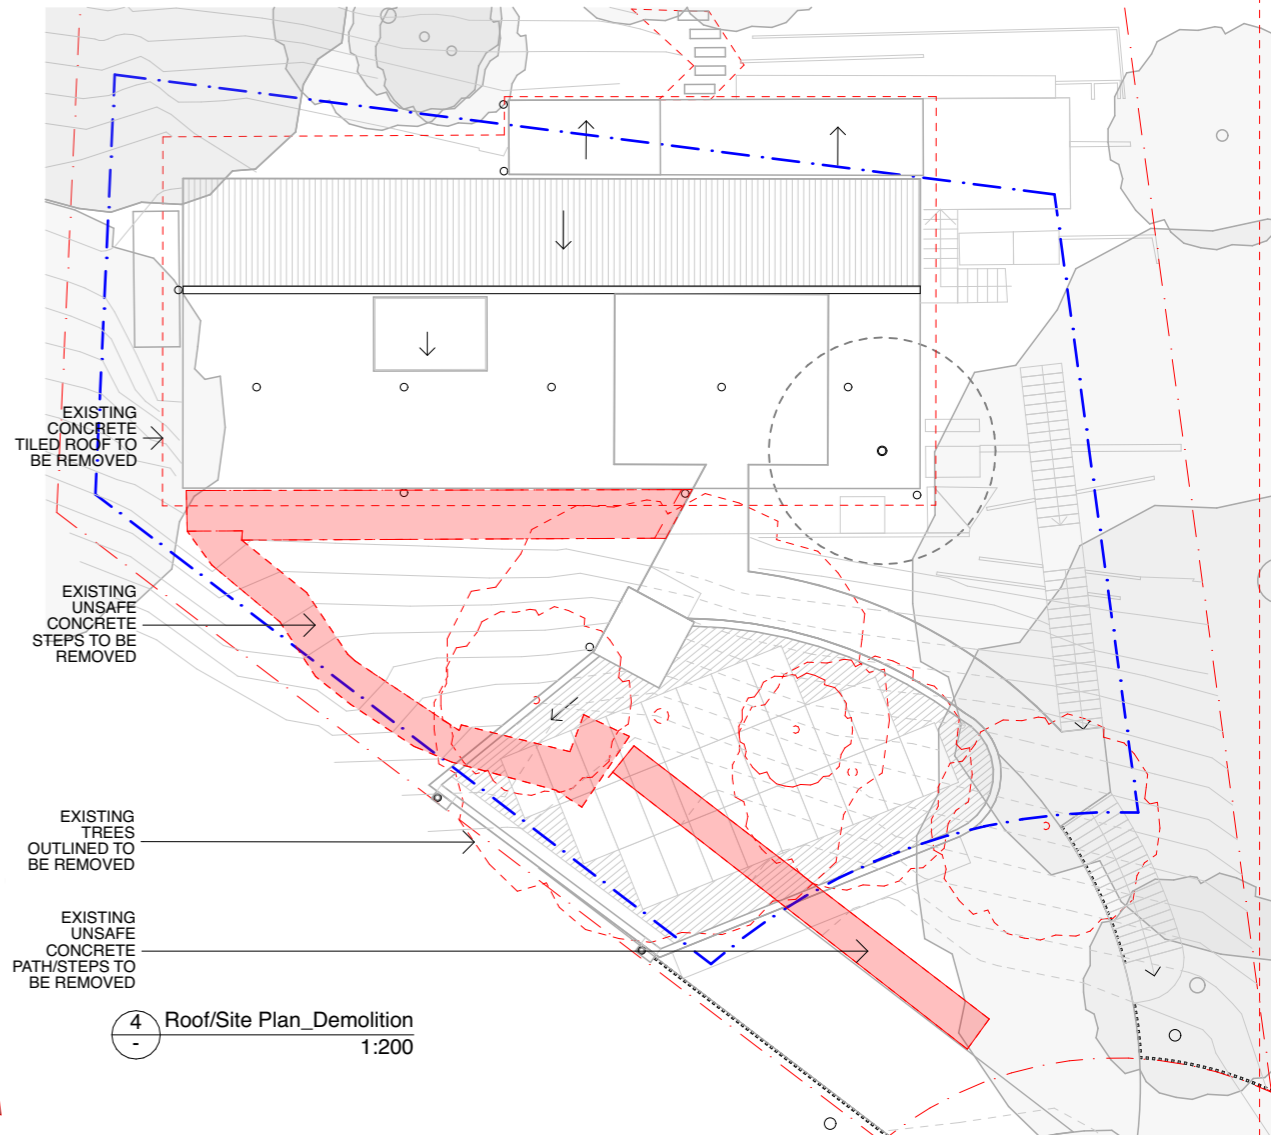 EXISTING
CONCRETE
TILED ROOF TO
BE REMOVED
EXISTING
UNSAFE
CONCRETE
STEPS TO BE
REMOVED
EXISTING
TREES
OUTLINED TO
BE REMOVED
EXISTING
UNSAFE
CONCRETE
PATH/STEPS TO
BE REMOVED
4
-
Roof/Site Plan_Demolition
1:200